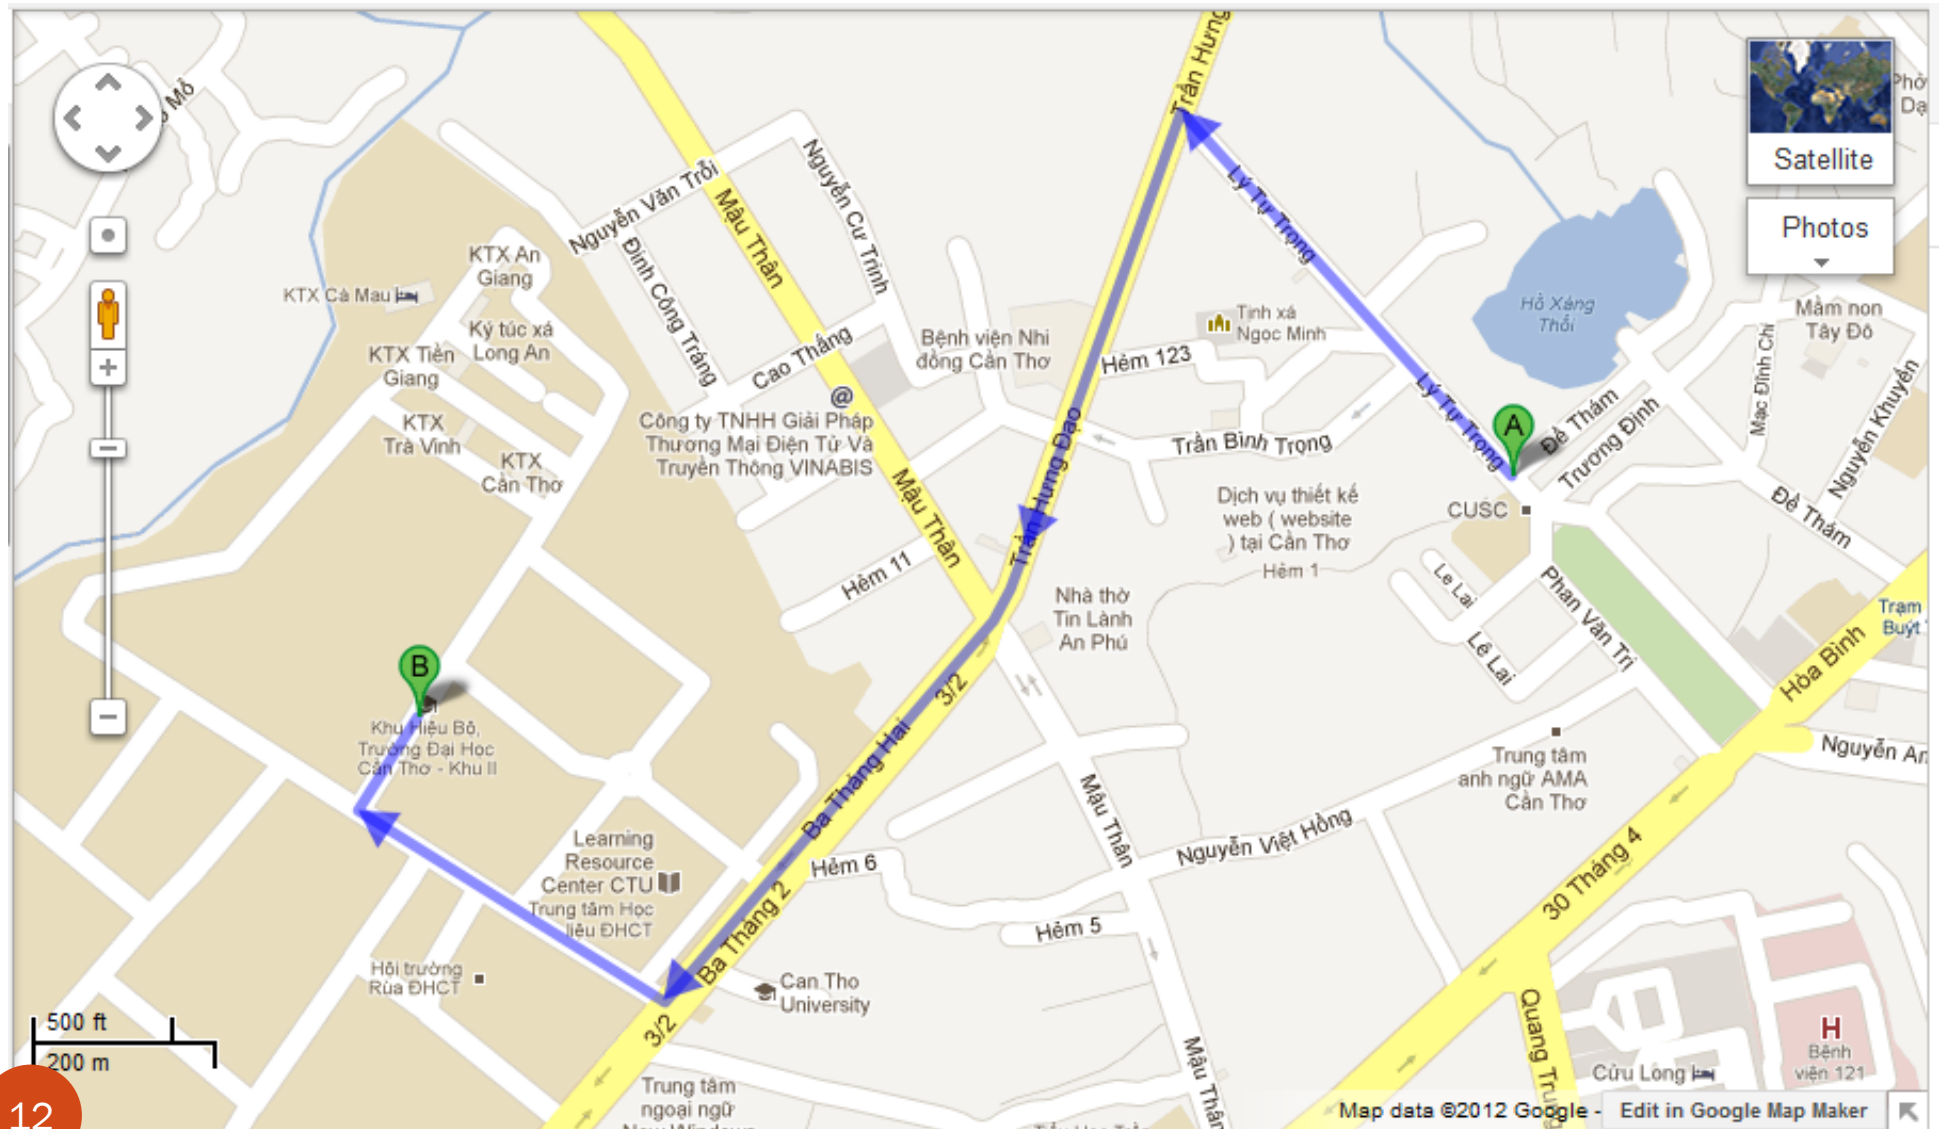 Trần Hưng
Mỏ
Phở
Satellite
Nguyễn Văn Trỗi
Mậu Thân
Nguyễn Cư Trinh
Lý Tự Trọng
Photos
KTX An
Giang
Đinh Công Tráng
KTX Cà Mau
Ký túc xá
Long An
KTX Tiền
Giang
Cao Thắng
Bệnh viện Nhi
đồng Cần Thơ
Hẻm 123
Tịnh xá
Ngọc Minh
Hồ Xáng
Thổi
Mầm non
Tây Đô
Mạc Đĩnh Chi
Nguyễn Khuyến
@
Công ty TNHH Giải Pháp
Thương Mại Điện Tử Và
Truyền Thông VINABIS
KTX
Trà Vinh
KTX
Cần Thơ
Trần Hưng Đạo
Trần Bình Trọng
Lý Tự Trọng
A
Đề Thám
Trương Định
Mậu Thân
Dịch vụ thiết kế
web ( website
) tại Cần Thơ
Hẻm 1
CUSC
Đề Thám
Hẻm 11
Nhà thờ
Tin Lành
An Phú
Le Lai
Lê Lai
Phan Văn Trị
Trạm
Buýt
Hòa Bình
B
Khu Hiệu Bộ,
Trường Đại Học
Cần Thơ - Khu II
3/2
Ba Tháng Hai
Mậu Thân
Trung tâm
anh ngữ AMA
Cần Thơ
Nguyễn An
Nguyễn Việt Hồng
Learning
Resource
Center CTU
Trung tâm Học
liệu ĐHCT
Hẻm 6
Ba Tháng 2
Hẻm 5
30 Tháng 4
Hội trường
Rùa ĐHCT
Can Tho
University
3/2
Quang Trung
H
Bệnh
viện 121
Cửu Long
Mậu Thân
500 ft
200 m
Trung tâm
ngoại ngữ
12
Map data ©2012 Google -
Edit in Google Map Maker